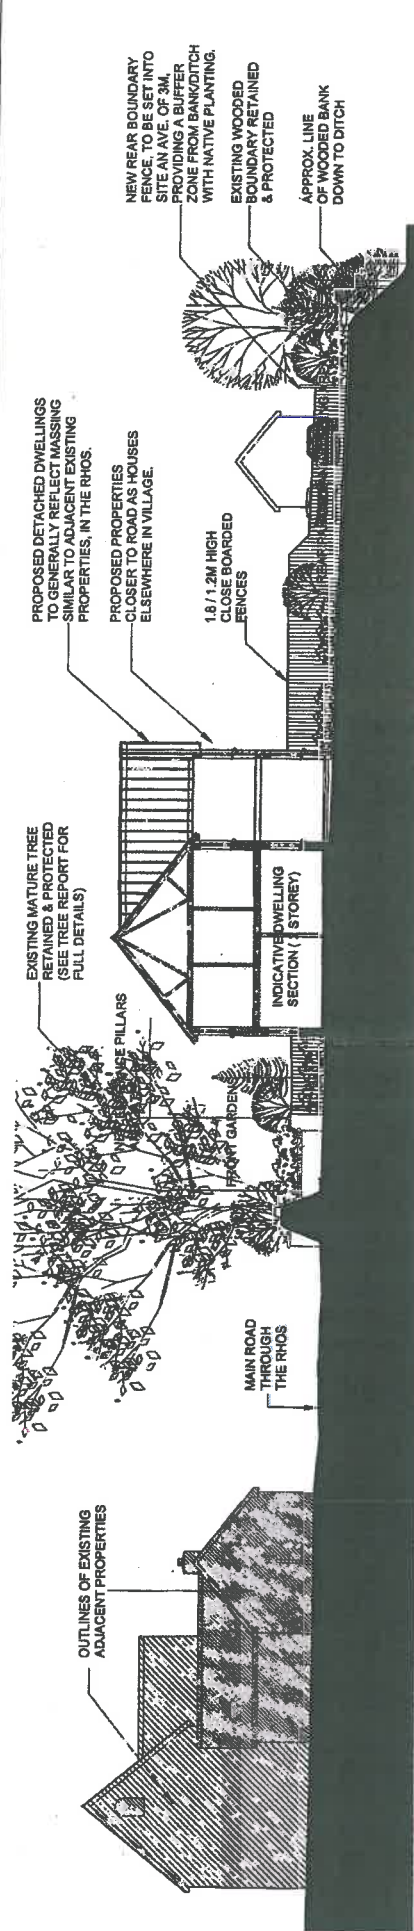 OUTLINES OF EXISTING
ADJACENT PROPERTIES
MAIN ROAD
THROUGH
THE RHOS
EXISTING MATURE TREE
RETAINED & PROTECTED
(SEE TREE REPORT FOR
FULL DETAILS)
PILLARS
FRONT GARDEN
INDICATIVE DWELLING
SECTION ( STOREY)
PROPOSED DETACHED DWELLINGS
TO GENERALLY REFLECT MASSING
SIMILAR TO ADJACENT EXISTING
PROPERTIES, IN THE RHOS.
PROPOSED PROPERTIES
CLOSER TO ROAD AS HOUSES
ELSEWHERE IN VILLAGE.
1.8 / 1.2M HIGH
CLOSE BOARDED
FENCES
NEW REAR BOUNDARY
FENCE, TO BE SET INTO
SITE AN AVE. OF 3M,
PROVIDING A BUFFER
ZONE FROM BANK/DITCH
WITH NATIVE PLANTING.
EXISTING WOODED
BOUNDARY RETAINED
& PROTECTED
APPROX. LINE
OF WOODED BANK
DOWN TO DITCH